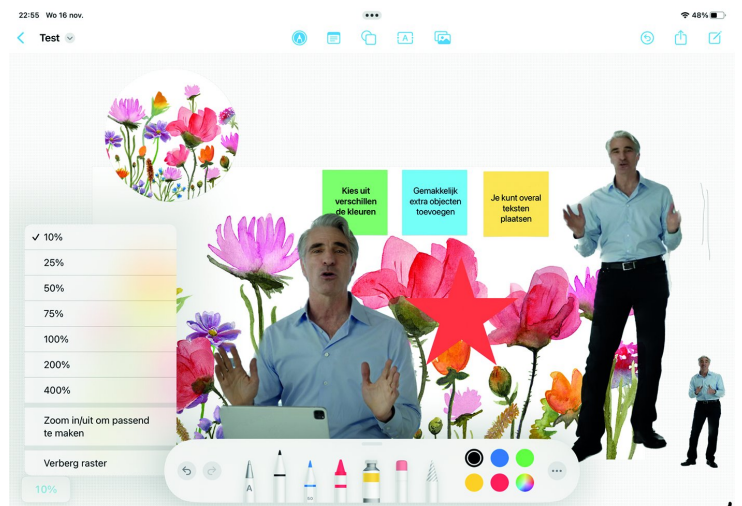 22:55 Wo 16 nov.
48%
Test
A
Kies uit
verschillen
de kleuren
Gemakkelijk
extra objecten
toevoegen
Je kunt overal
teksten
plaatsen
✓ 10%
25%
50%
75%
100%
200%
400%
Zoom in/uit om passend
te maken
Verberg raster
10%
A